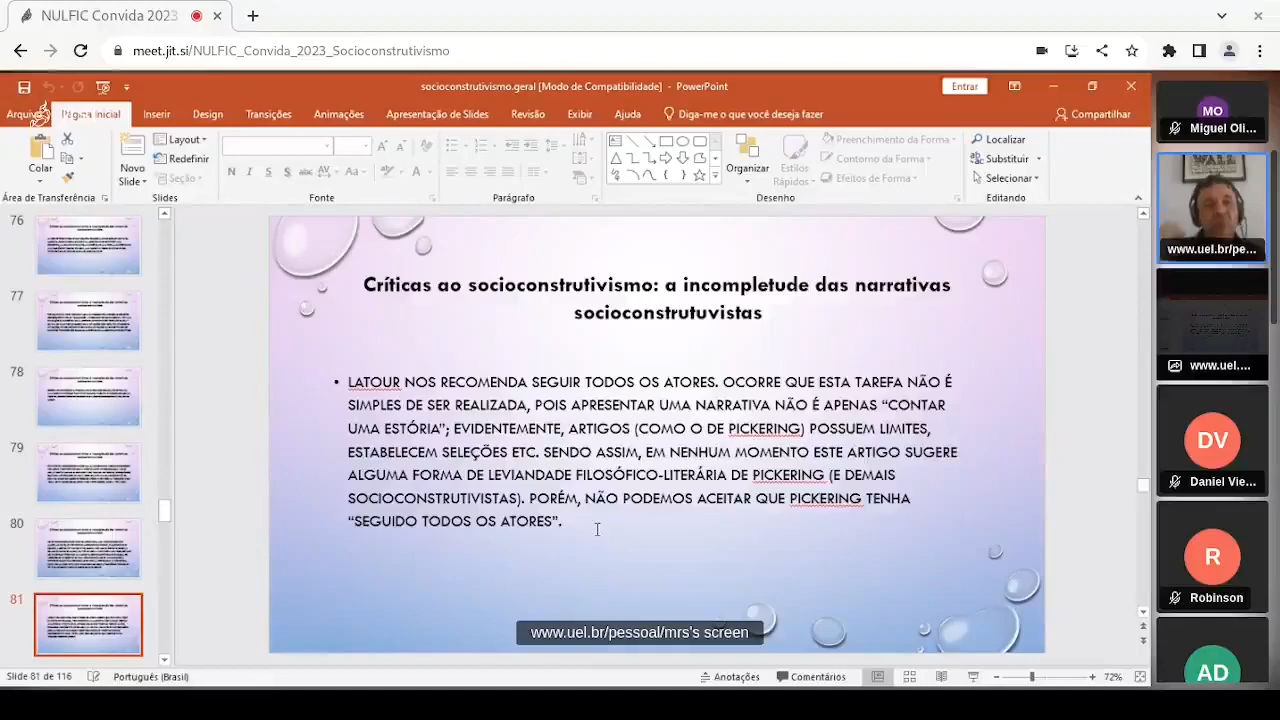 NULFIC Convida 2023
meet.jit.si/NULFIC_Convida_2023_Socioconstrutivismo
socioconstrutivismo.geral [Modo de Compatibilidade] - PowerPoint
Entrar
Arquivo Página Inicial Inserir Design Transições Animações Apresentação de Slides Revisão Exibir Ajuda Diga-me o que você deseja fazer Compartilhar
Colar
Novo Slide
Layout
Redefinir
Seção
N I S S abc AV Aa A
Organizar
Estilos Rápidos
Preenchimento da Forma
Contorno da Forma
Efeitos de Forma
Localizar
Substituir
Selecionar
Área de Transferência Slides Fonte Parágrafo Desenho Editando
76
77
78
79
80
81
Críticas ao socioconstrutivismo: a incompletude das narrativas
socioconstrutuvistas
• LATOUR NOS RECOMENDA SEGUIR TODOS OS ATORES. OCORRE QUE ESTA TAREFA NÃO É
SIMPLES DE SER REALIZADA, POIS APRESENTAR UMA NARRATIVA NÃO É APENAS “CONTAR
UMA ESTÓRIA”; EVIDENTEMENTE, ARTIGOS (COMO O DE PICKERING) POSSUEM LIMITES,
ESTABELECEM SELEÇÕES ETC. SENDO ASSIM, EM NENHUM MOMENTO ESTE ARTIGO SUGERE
ALGUMA FORMA DE LEVIANDADE FILOSÓFICO-LITERÁRIA DE PICKERING (E DEMAIS
SOCIOCONSTRUTIVISTAS). PORÉM, NÃO PODEMOS ACEITAR QUE PICKERING TENHA
“SEGUIDO TODOS OS ATORES”.
www.uel.br/pessoal/mrs's screen
Slide 81 de 116 Português (Brasil) Anotações Comentários 72%
MO
Miguel Oli...
www.uel.br/pe...
www.uel....
DV
Daniel Vie...
R
Robinson
AD